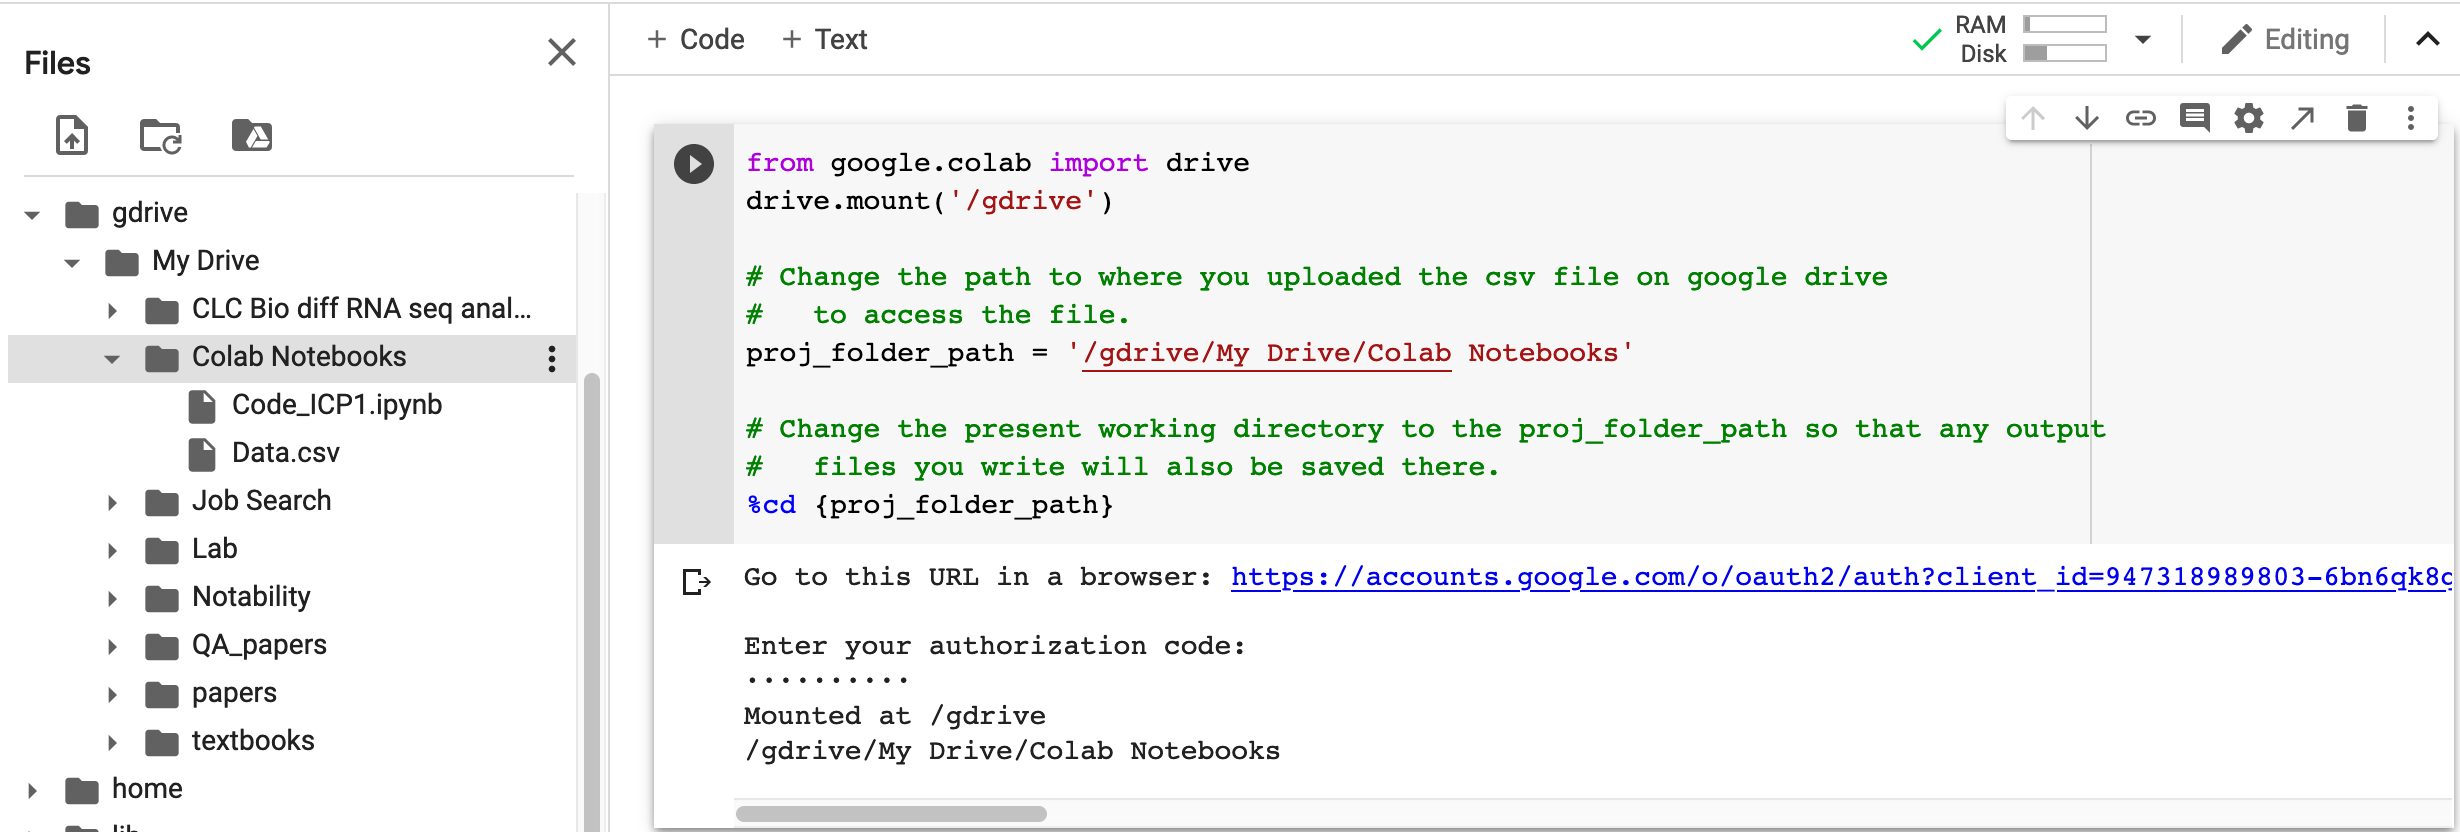 Files
gdrive
My Drive
CLC Bio diff RNA seq anal...
Colab Notebooks
Code_ICP1.ipynb
Data.csv
Job Search
Lab
Notability
QA_papers
papers
textbooks
home
lib
+ Code + Text
RAM
Disk
Editing
from google.colab import drive
drive.mount('/gdrive')
# Change the path to where you uploaded the csv file on google drive
#   to access the file.
proj_folder_path = '/gdrive/My Drive/Colab Notebooks'
# Change the present working directory to the proj_folder_path so that any output
#   files you write will also be saved there.
%cd {proj_folder_path}
Go to this URL in a browser: https://accounts.google.com/o/oauth2/auth?client_id=947318989803-6bn6qk8q
Enter your authorization code:
··········
Mounted at /gdrive
/gdrive/My Drive/Colab Notebooks